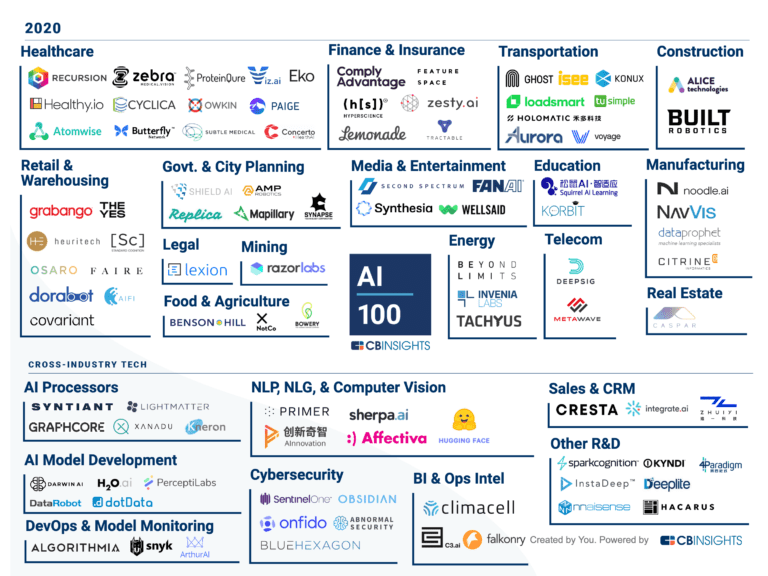 2020
Healthcare
RECURSION
zebra
MEDICAL VISION
ProteinQure
Viz.ai
Eko
Healthy.io
CYCLICA
OWKIN
PAIGE
Atomwise
Butterfly
Network
SUBTLE MEDICAL
Concerto
HealthAI
Finance & Insurance
Comply
Advantage
FEATURE
SPACE
(h[s])
HYPERSCIENCE
zesty.ai
Lemonade
TRACTABLE
Transportation
GHOST
isee
KONUX
loadsmart
tu simple
HOLOMATIC 禾多科技
Aurora
voyage
Construction
ALICE
technologies
BUILT
ROBOTICS
Retail &
Warehousing
grabango
THE
YES
heuritech
[Sc]
OSARO
FAIRE
dorabot
AIFI
covariant
Govt. & City Planning
SHIELD AI
AMP
ROBOTICS
Replica
Mapillary
SYNAPSE
Legal
lexion
Mining
razorlabs
Food & Agriculture
BENSON HILL
NotCo
BOWERY
Media & Entertainment
SECOND SPECTRUM
FANAI
Synthesia
WELLSAID
Education
松鼠AI·智适应
Squirrel AI Learning
KORBIT
Manufacturing
noodle.ai
NAVVIS
dataprophet
machine learning specialists
CITRINE
INFORMATICS
AI
100
CBINSIGHTS
Energy
BEYOND
LIMITS
INVENIA
LABS
TACHYUS
Telecom
DEEPSIG
METAWAVE
Real Estate
CASPAR
CROSS-INDUSTRY TECH
AI Processors
SYNTIANT
LIGHTMATTER
GRAPHCORE
XANADU
Kneron
AI Model Development
DARWIN AI
H2O.ai
PerceptiLabs
DataRobot
dotData
DevOps & Model Monitoring
ALGORITHMIA
snyk
ArthurAI
NLP, NLG, & Computer Vision
PRIMER
sherpa.ai
创新奇智
AInnovation
:) Affectiva
HUGGING FACE
Cybersecurity
SentinelOne
OBSIDIAN
onfido
ABNORMAL
SECURITY
BLUEHEXAGON
BI & Ops Intel
climacell
C3.ai
falkonry
Sales & CRM
CRESTA
integrate.ai
ZHUIYI
追一科技
Other R&D
sparkcognition
KYNDI
4Paradigm
InstaDeep™
Deeplite
nnaisense
HACARUS
Created by You. Powered by
CBINSIGHTS